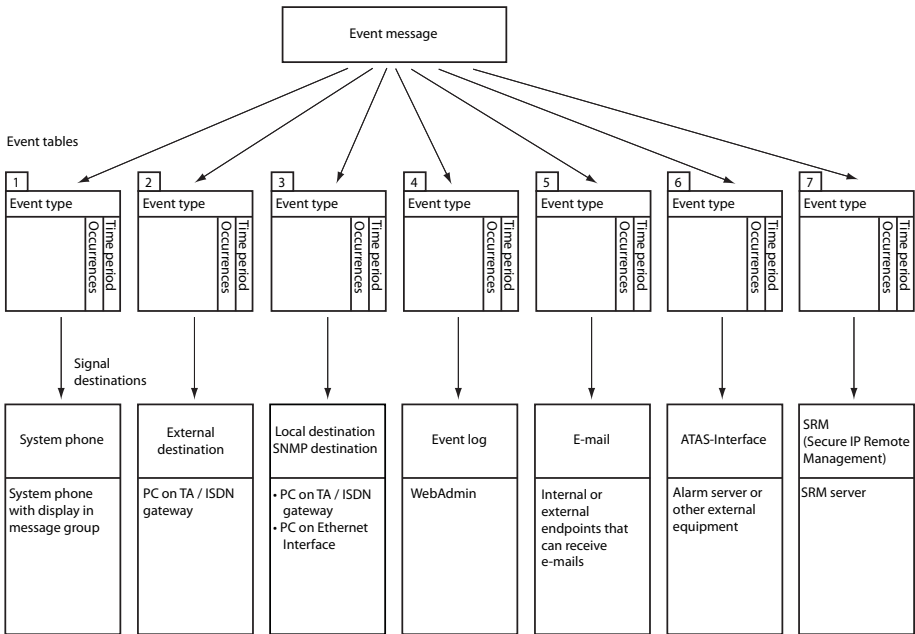 Event message
Event tables
1
Event type
Occurrences
Time period
2
Event type
Occurrences
Time period
3
Event type
Occurrences
Time period
4
Event type
Occurrences
Time period
5
Event type
Occurrences
Time period
6
Event type
Occurrences
Time period
7
Event type
Occurrences
Time period
Signal
destinations
System phone
System phone
with display in
message group
External
destination
PC on TA / ISDN
gateway
Local destination
SNMP destination
• PC on TA / ISDN
gateway
• PC on Ethernet
Interface
Event log
WebAdmin
E-mail
Internal or
external
endpoints that
can receive
e-mails
ATAS-Interface
Alarm server or
other external
equipment
SRM
(Secure IP Remote
Management)
SRM server